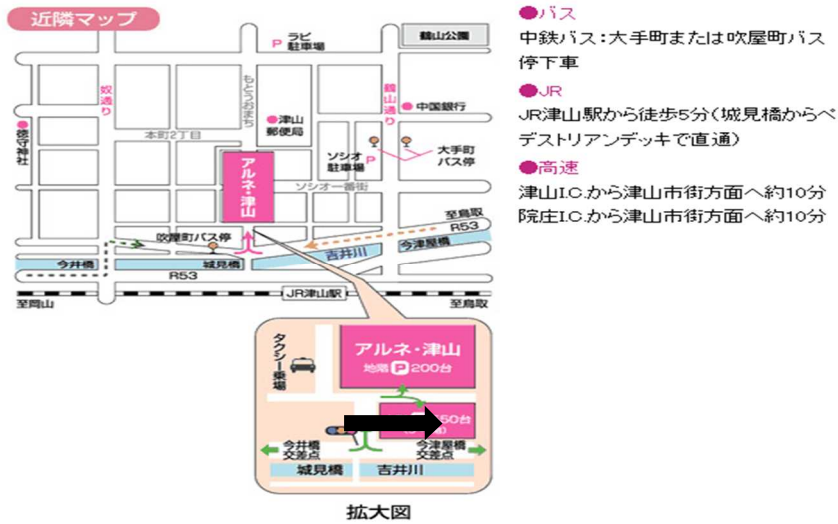 近隣マップ
P ラビ
駐車場
鶴山公園
奴通り
もとうおまち
鶴山通り
中国銀行
徳守神社
津山
郵便局
本町2丁目
ソシオ
駐車場 P
大手町
バス停
アルネ・津山
ソシオ一番街
至鳥取
R53
吹屋町バス停
今津屋橋
吉井川
今井橋
城見橋
R53
至岡山
JR津山駅
至鳥取
タクシー乗場
アルネ・津山
地階 P 200台
50台
今井橋
交差点
今津屋橋
交差点
城見橋
吉井川
拡大図
●バス
中鉄バス:大手町または吹屋町バス
停下車
●JR
JR津山駅から徒歩5分(城見橋からペ
デストリアンデッキで直通)
●高速
津山I.C.から津山市街方面へ約10分
院庄I.C.から津山市街方面へ約10分